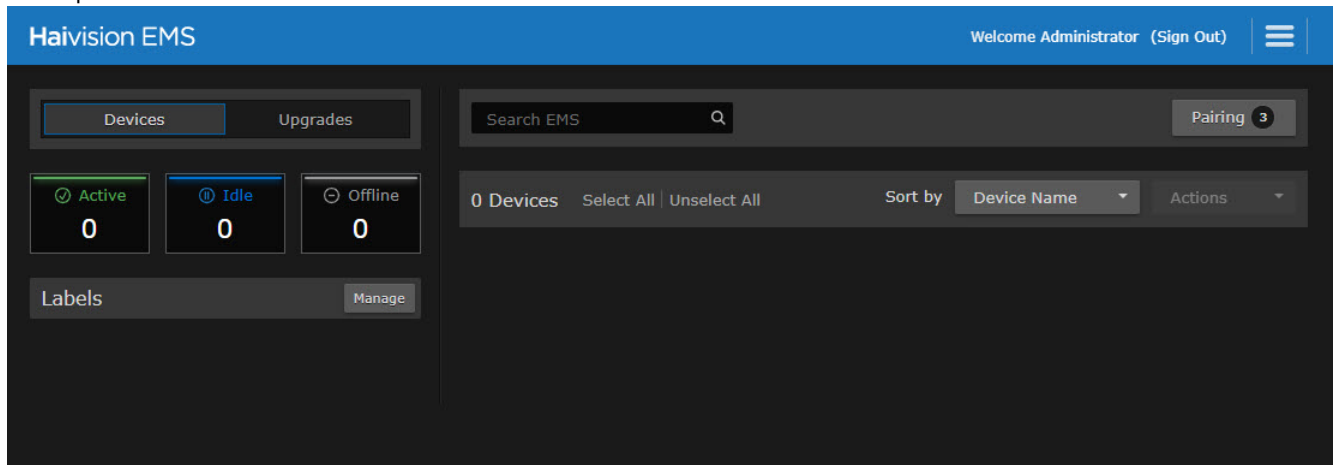 Haivision EMS
Welcome Administrator (Sign Out)
Devices Upgrades
Search EMS
Pairing 3
Active Idle Offline
0 0 0
0 Devices Select All | Unselect All Sort by Device Name Actions
Labels Manage